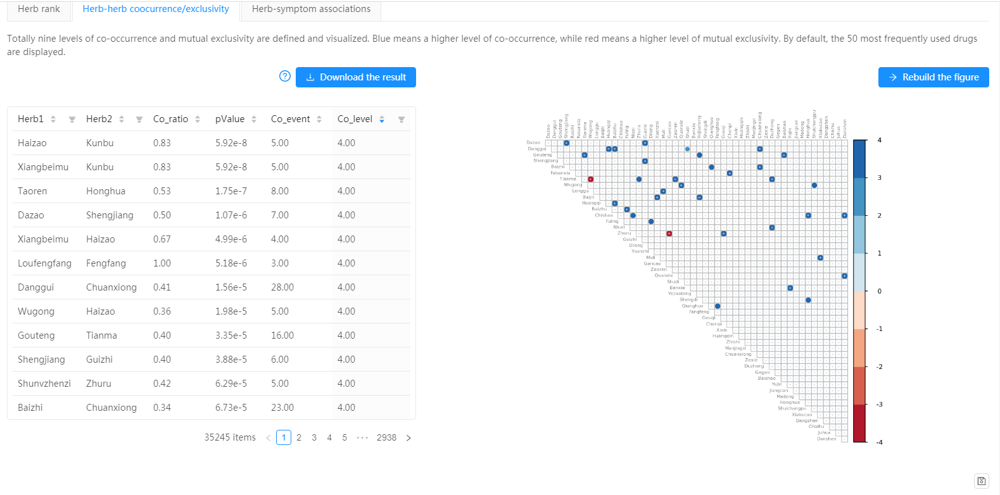 Herb rank
Herb-herb coocurrence/exclusivity
Herb-symptom associations
Totally nine levels of co-occurrence and mutual exclusivity are defined and visualized. Blue means a higher level of co-occurrence, while red means a higher level of mutual exclusivity. By default, the 50 most frequently used drugs
are displayed.
?
Download the result
Rebuild the figure
Herb1 Herb2 Co_ratio pValue Co_event Co_level
Haizao Kunbu 0.83 5.92e-8 5.00 4.00
Xiangbeimu Kunbu 0.83 5.92e-8 5.00 4.00
Taoren Honghua 0.53 1.75e-7 8.00 4.00
Dazao Shengjiang 0.50 1.07e-6 7.00 4.00
Xiangbeimu Haizao 0.67 4.99e-6 4.00 4.00
Loufengfang Fengfang 1.00 5.18e-6 3.00 4.00
Danggui Chuanxiong 0.41 1.56e-5 28.00 4.00
Wugong Haizao 0.36 1.98e-5 5.00 4.00
Gouteng Tianma 0.40 3.35e-5 16.00 4.00
Shengjiang Guizhi 0.40 3.88e-5 6.00 4.00
Shunvzhenzi Zhuru 0.42 6.29e-5 5.00 4.00
Baizhi Chuanxiong 0.34 6.73e-5 23.00 4.00
35245 items < 1 2 3 4 5 ••• 2938 >
Dazao
Danggui
Gouteng
Shengjiang
Baizhi
Fabanxia
Tianma
Wugong
Longgu
Baijili
Huangqi
Baizhu
Chishao
Fuling
Niuxi
Zhuru
Guizhi
Dilong
Yuanzhi
Muli
Gancao
Zaoren
Quanxie
Shudi
Banxia
Yejiaoteng
Shengdi
Qianghuo
Fangfeng
Gouqi
Chenpi
Xixin
Huangqin
Zhishi
Manjingzi
Chuanxiong
Zexie
Duzhong
Gegen
Baishao
Yujin
Jiangcan
Madong
Honghua
Shuichangpu
Xiakucao
Dangshen
Chaihu
Juhua
Danshen
Dazao
Danggui
Gouteng
Shengjiang
Baizhi
Fabanxia
Tianma
Wugong
Longgu
Baijili
Huangqi
Baizhu
Chishao
Fuling
Niuxi
Zhuru
Guizhi
Dilong
Yuanzhi
Muli
Gancao
Zaoren
Quanxie
Shudi
Banxia
Yejiaoteng
Shengdi
Qianghuo
Fangfeng
Gouqi
Chenpi
Xixin
Huangqin
Zhishi
Manjingzi
Chuanxiong
Zexie
Duzhong
Gegen
Baishao
Yujin
Jiangcan
Madong
Honghua
Shuichangpu
Xiakucao
Dangshen
Chaihu
Juhua
Danshen
4
3
2
1
0
-1
-2
-3
-4